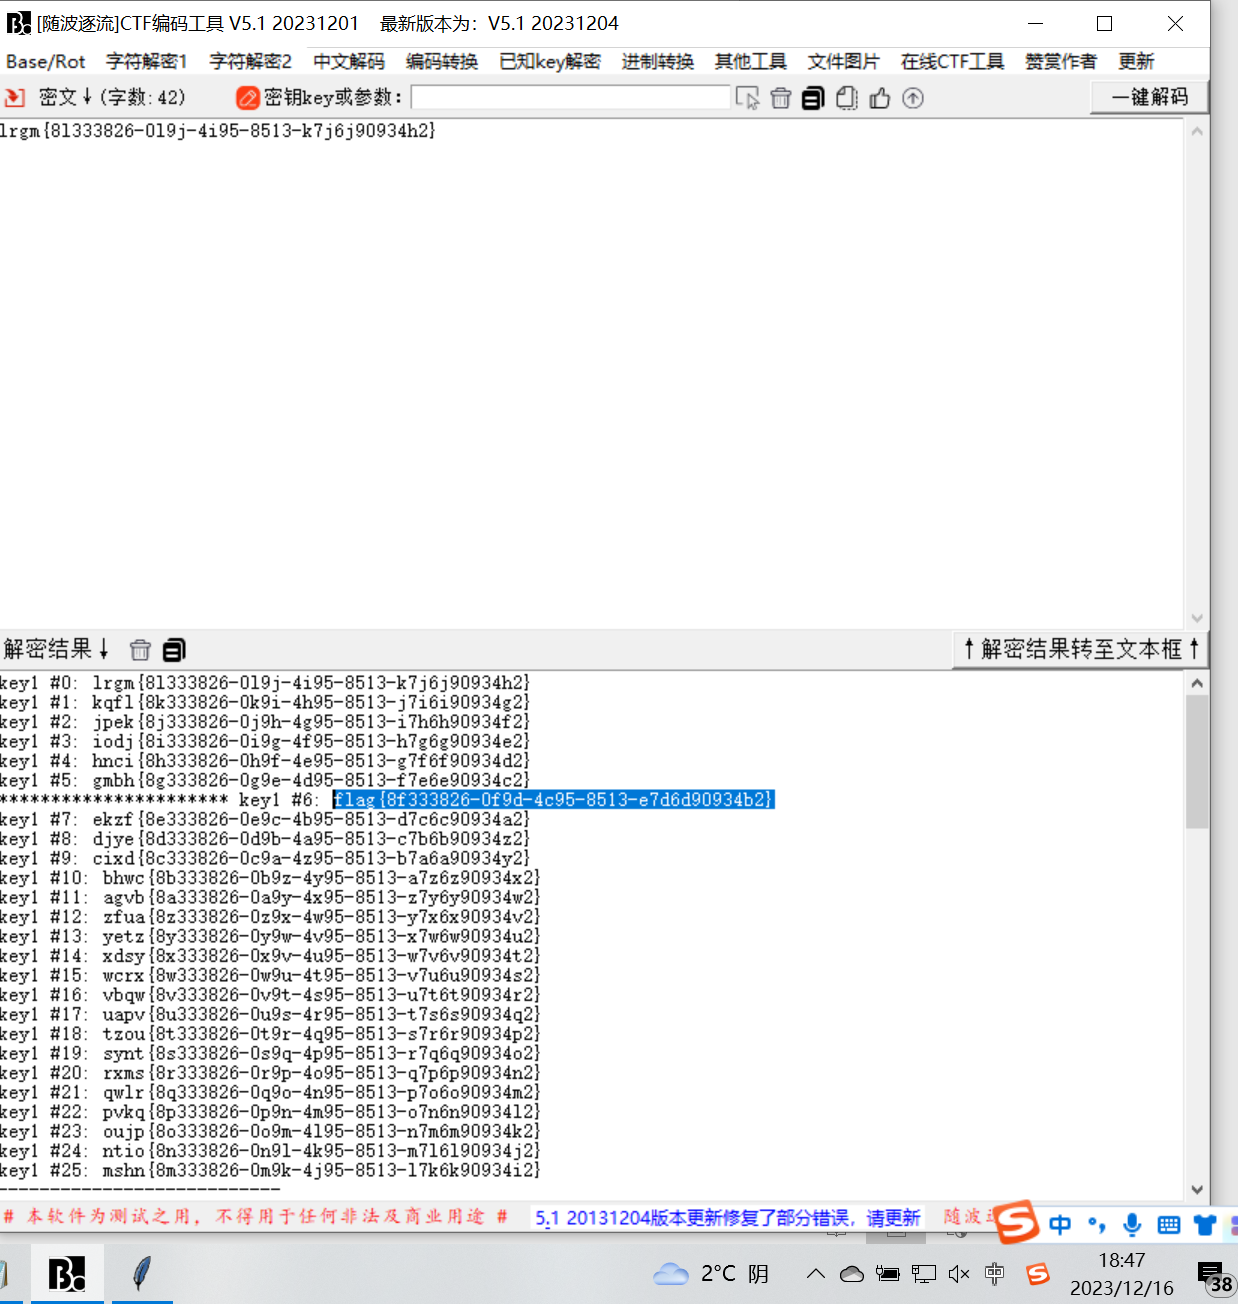 [随波逐流]CTF编码工具 V5.1 20231201 最新版本为：V5.1 20231204
Base/Rot 字符解密1 字符解密2 中文解码 编码转换 已知key解密 进制转换 其他工具 文件图片 在线CTF工具 赞赏作者 更新
密文↓(字数:42) 密钥key或参数: 一键解码
lrgm{8l333826-0l9j-4i95-8513-k7j6j90934h2}
解密结果↓ ↑解密结果转至文本框↑
key1 #0: lrgm{8l333826-0l9j-4i95-8513-k7j6j90934h2}
key1 #1: kqfl{8k333826-0k9i-4h95-8513-j7i6i90934g2}
key1 #2: jpek{8j333826-0j9h-4g95-8513-i7h6h90934f2}
key1 #3: iodj{8i333826-0i9g-4f95-8513-h7g6g90934e2}
key1 #4: hnci{8h333826-0h9f-4e95-8513-g7f6f90934d2}
key1 #5: gmbh{8g333826-0g9e-4d95-8513-f7e6e90934c2}
*********************** key1 #6: flag{8f333826-0f9d-4c95-8513-e7d6d90934b2}
key1 #7: ekzf{8e333826-0e9c-4b95-8513-d7c6c90934a2}
key1 #8: djye{8d333826-0d9b-4a95-8513-c7b6b90934z2}
key1 #9: cixd{8c333826-0c9a-4z95-8513-b7a6a90934y2}
key1 #10: bhwc{8b333826-0b9z-4y95-8513-a7z6z90934x2}
key1 #11: agvb{8a333826-0a9y-4x95-8513-z7y6y90934w2}
key1 #12: zfua{8z333826-0z9x-4w95-8513-y7x6x90934v2}
key1 #13: yetz{8y333826-0y9w-4v95-8513-x7w6w90934u2}
key1 #14: xdsy{8x333826-0x9v-4u95-8513-w7v6v90934t2}
key1 #15: wcrx{8w333826-0w9u-4t95-8513-v7u6u90934s2}
key1 #16: vbqw{8v333826-0v9t-4s95-8513-u7t6t90934r2}
key1 #17: uapv{8u333826-0u9s-4r95-8513-t7s6s90934q2}
key1 #18: tzou{8t333826-0t9r-4q95-8513-s7r6r90934p2}
key1 #19: synt{8s333826-0s9q-4p95-8513-r7q6q90934o2}
key1 #20: rxms{8r333826-0r9p-4o95-8513-q7p6p90934n2}
key1 #21: qwlr{8q333826-0q9o-4n95-8513-p7o6o90934m2}
key1 #22: pvkq{8p333826-0p9n-4m95-8513-o7n6n90934l2}
key1 #23: oujp{8o333826-0o9m-4l95-8513-n7m6m90934k2}
key1 #24: ntio{8n333826-0n9l-4k95-8513-m7l6l90934j2}
key1 #25: mshn{8m333826-0m9k-4j95-8513-l7k6k90934i2}
----------------------------
# 本软件为测试之用，不得用于任何非法及商业用途 # 5.1 20131204版本更新修复了部分错误，请更新 随波 中
2°C 阴 中 18:47
2023/12/16 38